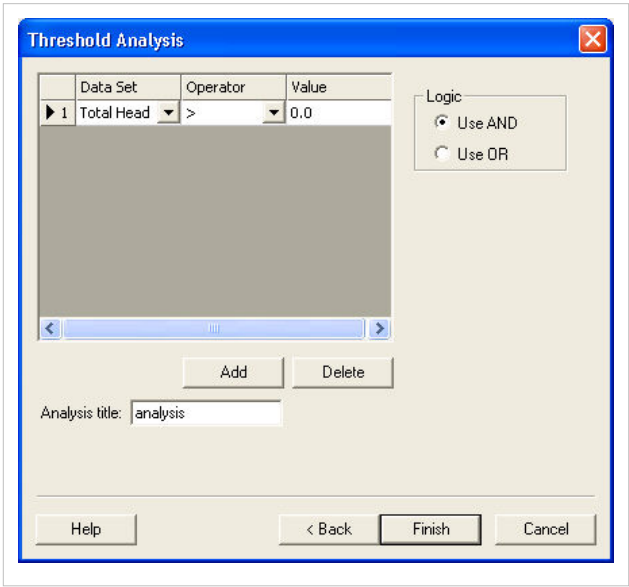 Threshold Analysis
Data Set Operator Value
1 Total Head > 0.0
Logic
Use AND
Use OR
Add Delete
Analysis title: analysis
Help < Back Finish Cancel